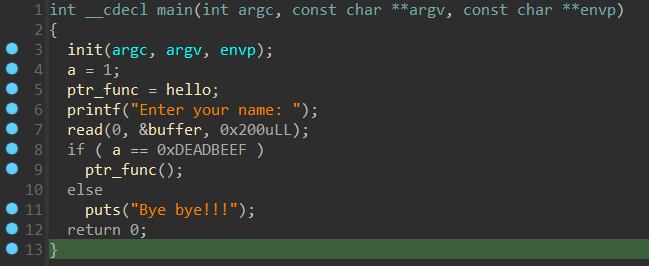 1 int __cdecl main(int argc, const char **argv, const char **envp)
2 {
3 init(argc, argv, envp);
4 a = 1;
5 ptr_func = hello;
6 printf("Enter your name: ");
7 read(0, &buffer, 0x200uLL);
8 if ( a == 0xDEADBEEF )
9 ptr_func();
10 else
11 puts("Bye bye!!!");
12 return 0;
13 }